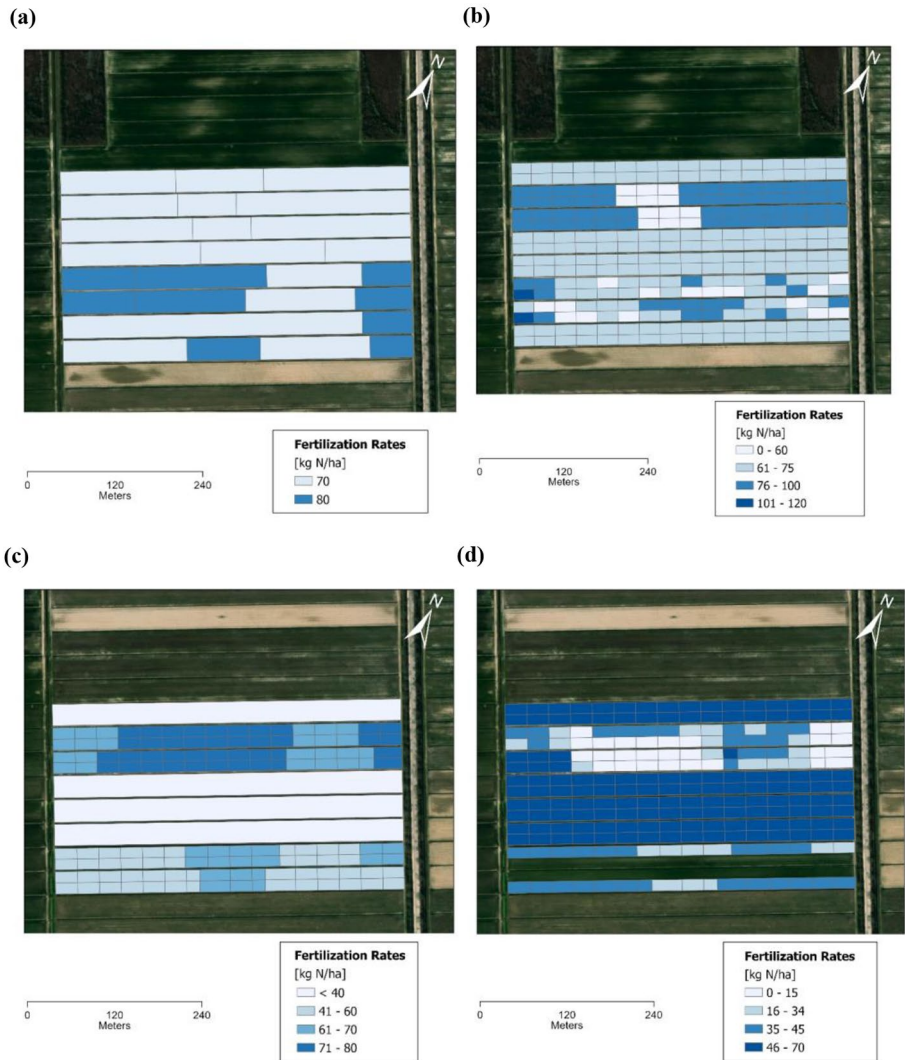 (a)
(b)
N
N
Fertilization Rates
[kg N/ha]
70
80
0
120
240
Meters
Fertilization Rates
[kg N/ha]
0 - 60
61 - 75
76 - 100
101 - 120
0
120
240
Meters
(c)
(d)
N
N
Fertilization Rates
[kg N/ha]
< 40
41 - 60
61 - 70
71 - 80
0
120
240
Meters
Fertilization Rates
[kg N/ha]
0 - 15
16 - 34
35 - 45
46 - 70
0
120
240
Meters